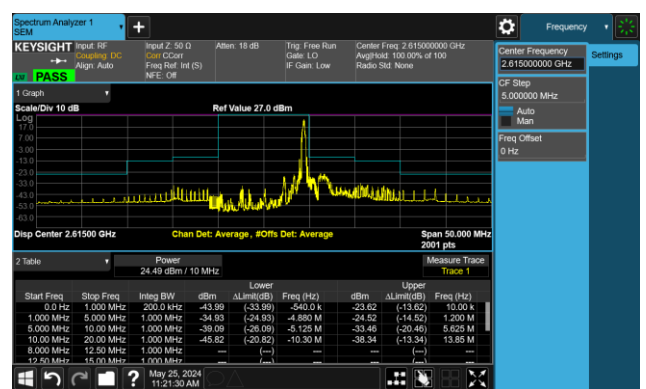 Spectrum Analyzer 1
SEM
Frequency
KEYSIGHT
Input: RF
Coupling: DC
Align: Auto
Input Z: 50 Ω
Corr CCorr
Freq Ref: Int (S)
NFE: Off
Atten: 18 dB
Trig: Free Run
Gate: LO
IF Gain: Low
Center Freq: 2.615000000 GHz
Avg|Hold: 100.00% of 100
Radio Std: None
LW PASS
Center Frequency
2.615000000 GHz
Settings
CF Step
5.000000 MHz
Auto
Man
Freq Offset
0 Hz
1 Graph
Scale/Div 10 dB
Ref Value 27.0 dBm
Log
17.0
7.00
-3.00
-13.0
-23.0
-33.0
-43.0
-53.0
-63.0
Disp Center 2.61500 GHz
Chan Det: Average, #Offs Det: Average
Span 50.000 MHz
2001 pts
2 Table
Power
24.49 dBm / 10 MHz
Measure Trace
Trace 1
Lower Upper
Start Freq Stop Freq Integ BW dBm ΔLimit(dB) Freq (Hz) dBm ΔLimit(dB) Freq (Hz)
0.0 Hz 1.000 MHz 200.0 kHz -43.99 (-33.99) -540.0 k -23.62 (-13.62) 10.00 k
1.000 MHz 5.000 MHz 1.000 MHz -34.93 (-24.93) -4.880 M -24.52 (-14.52) 1.200 M
5.000 MHz 10.00 MHz 1.000 MHz -39.09 (-26.09) -5.125 M -33.46 (-20.46) 5.625 M
10.00 MHz 20.00 MHz 1.000 MHz -45.82 (-20.82) -10.30 M -38.34 (-13.34) 13.85 M
8.000 MHz 12.50 MHz 1.000 MHz --- (---) --- --- (---) ---
12.50 MHz 15.00 MHz 1.000 MHz --- (---) --- --- (---) ---
May 25, 2024
11:21:30 AM